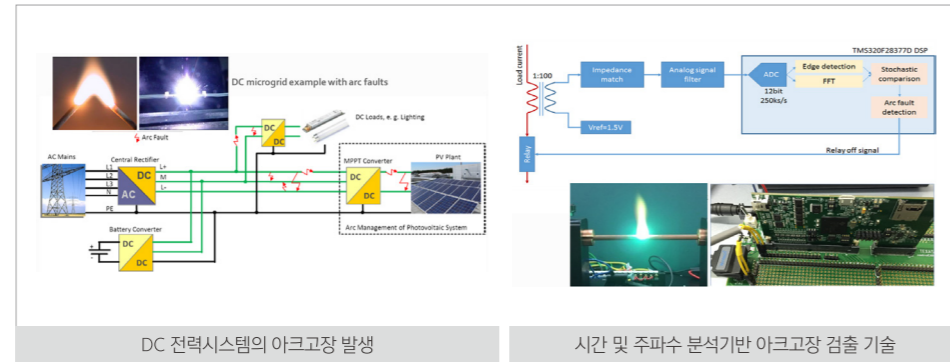 DC microgrid example with arc faults
Arc Fault
DC Loads, e.g. Lighting
DC
DC
AC Mains
Central Rectifier
L1
L2
L3
N
PE
DC
AC
L+
M
L-
MPPT Converter
PV Plant
DC
DC
Battery Converter
DC
DC
Arc Management of Photovoltaic System
DC 전력시스템의 아크고장 발생
TMS320F28377D DSP
Load current
1:100
Impedance match
Analog signal filter
ADC
12bit
250ks/s
Edge detection
FFT
Stochastic comparison
Arc fault detection
Vref=1.5V
Relay
Relay off signal
시간 및 주파수 분석기반 아크고장 검출 기술